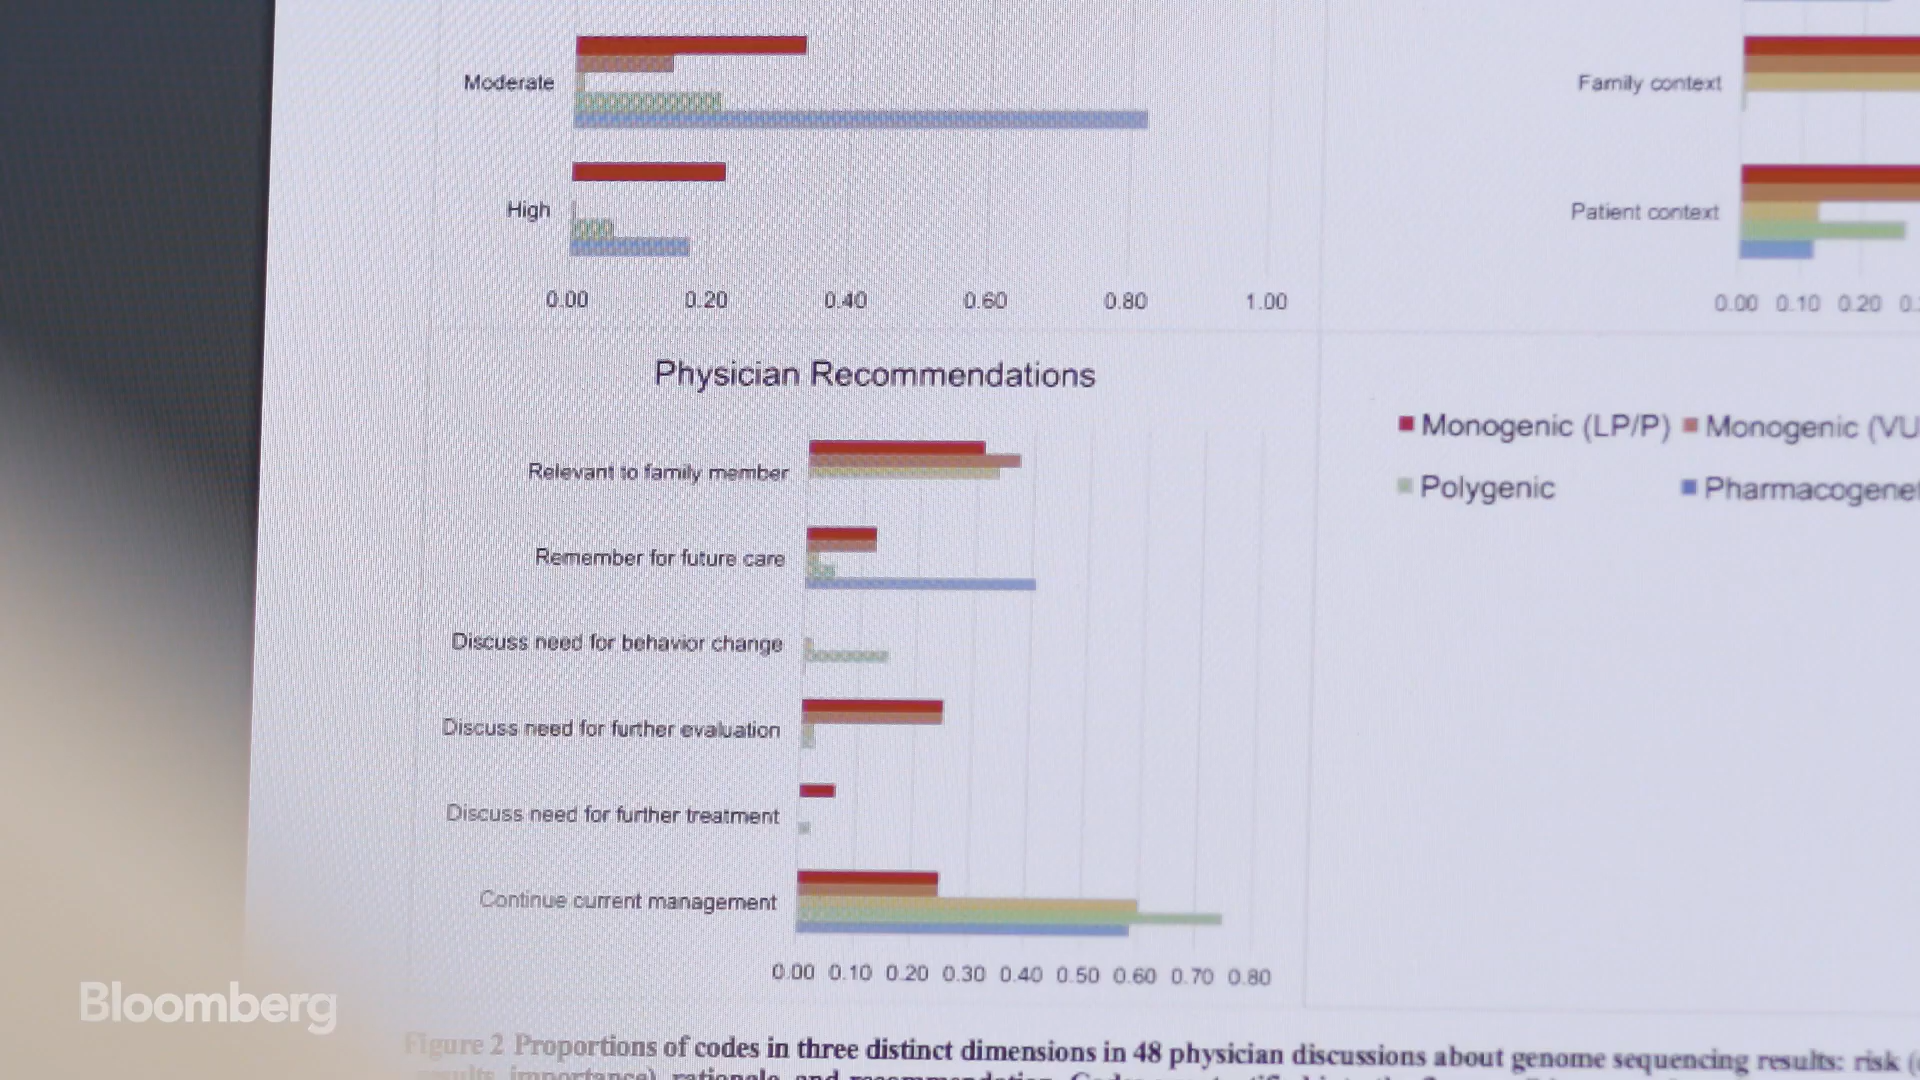 Moderate
Family context
High
Patient context
0.00 0.20 0.40 0.60 0.80 1.00
0.00 0.10 0.20
Physician Recommendations
Monogenic (LP/P) Monogenic (VU
Polygenic Pharmacogene
Relevant to family member
Remember for future care
Discuss need for behavior change
Discuss need for further evaluation
Discuss need for further treatment
Continue current management
0.00 0.10 0.20 0.30 0.40 0.50 0.60 0.70 0.80
Bloomberg
Figure 2 Proportions of codes in three distinct dimensions in 48 physician discussions about genome sequencing results: risk